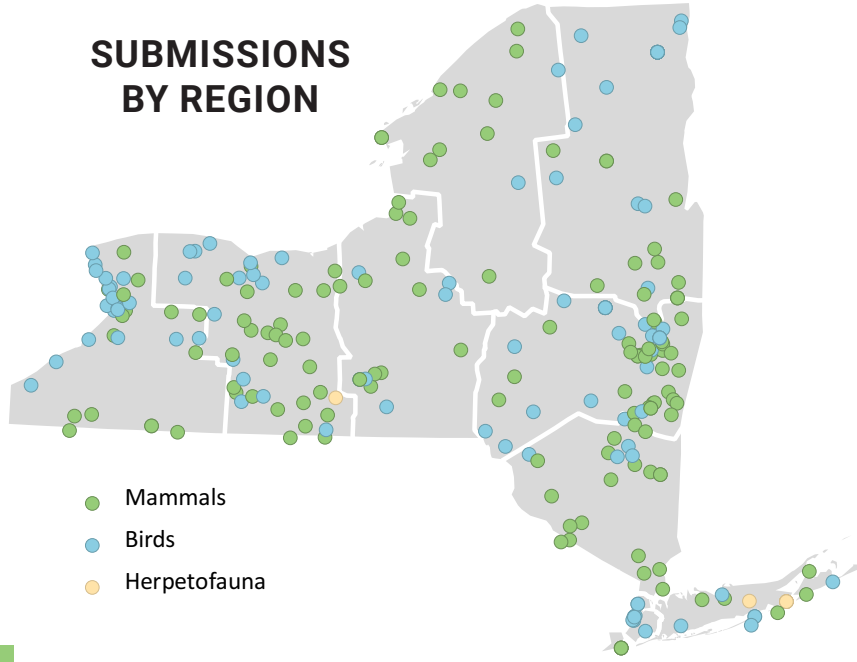 SUBMISSIONS
BY REGION
Mammals
Birds
Herpetofauna